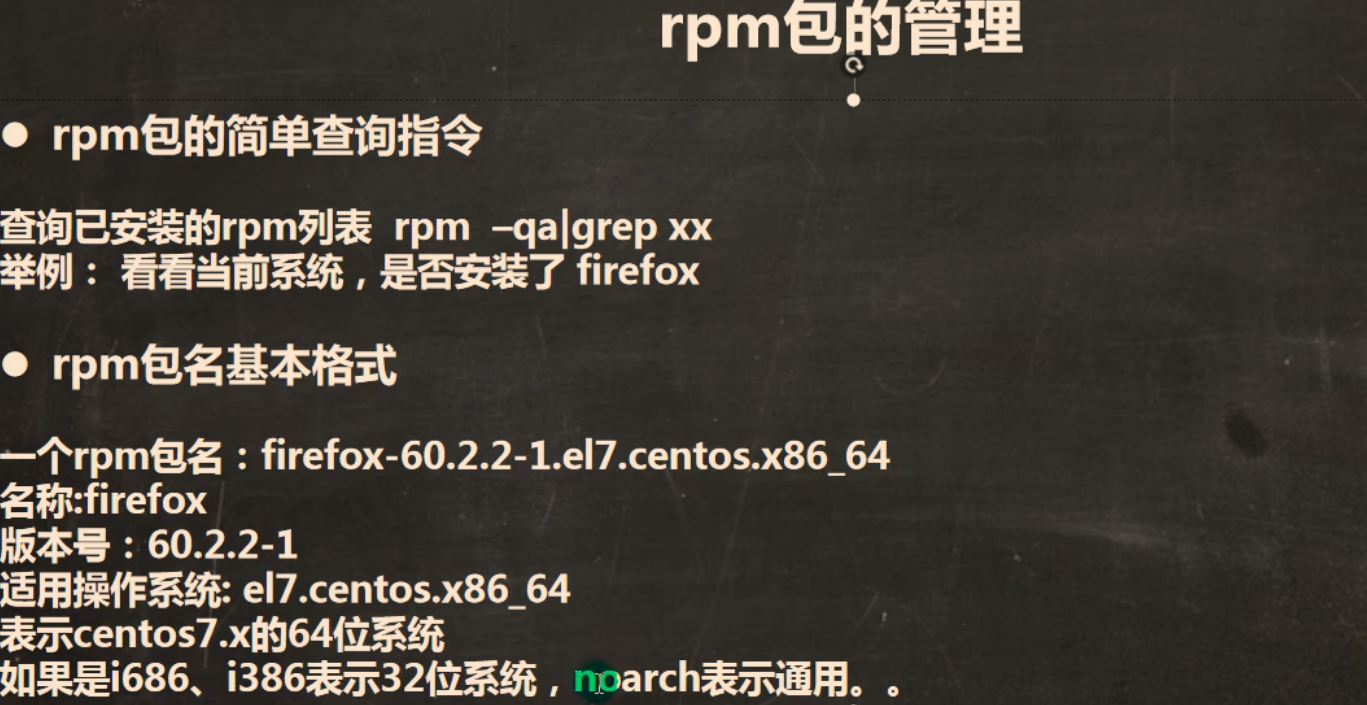 rpm包的管理
● rpm包的简单查询指令
查询已安装的rpm列表 rpm –qa|grep xx
举例： 看看当前系统，是否安装了 firefox
● rpm包名基本格式
一个rpm包名：firefox-60.2.2-1.el7.centos.x86_64
名称:firefox
版本号：60.2.2-1
适用操作系统: el7.centos.x86_64
表示centos7.x的64位系统
如果是i686、i386表示32位系统，noarch表示通用。。